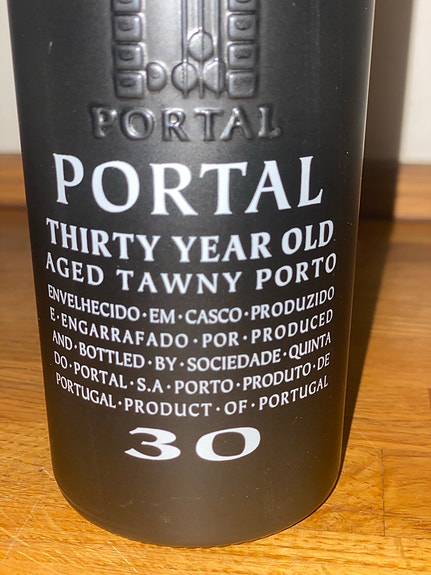 PORTAL
PORTAL
THIRTY YEAR OLD
AGED TAWNY PORTO
ENVELHECIDO·EM·CASCO·PRODUZIDO
E·ENGARRAFADO·POR·PRODUCED
AND·BOTTLED·BY·SOCIEDADE·QUINTA
DO·PORTAL·S.A·PORTO·PRODUTO·DE
PORTUGAL·PRODUCT·OF·PORTUGAL
30